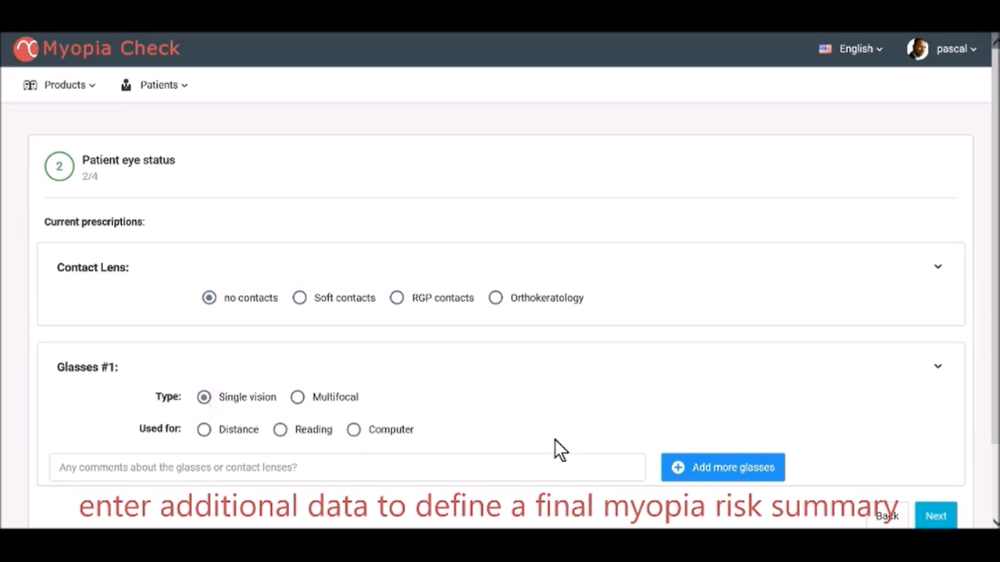 Myopia Check
English
pascal
Products
Patients
2
Patient eye status
2/4
Current prescriptions:
Contact Lens:
no contacts
Soft contacts
RGP contacts
Orthokeratology
Glasses #1:
Type:
Single vision
Multifocal
Used for:
Distance
Reading
Computer
Any comments about the glasses or contact lenses?
Add more glasses
enter additional data to define a final myopia risk summary
Back
Next